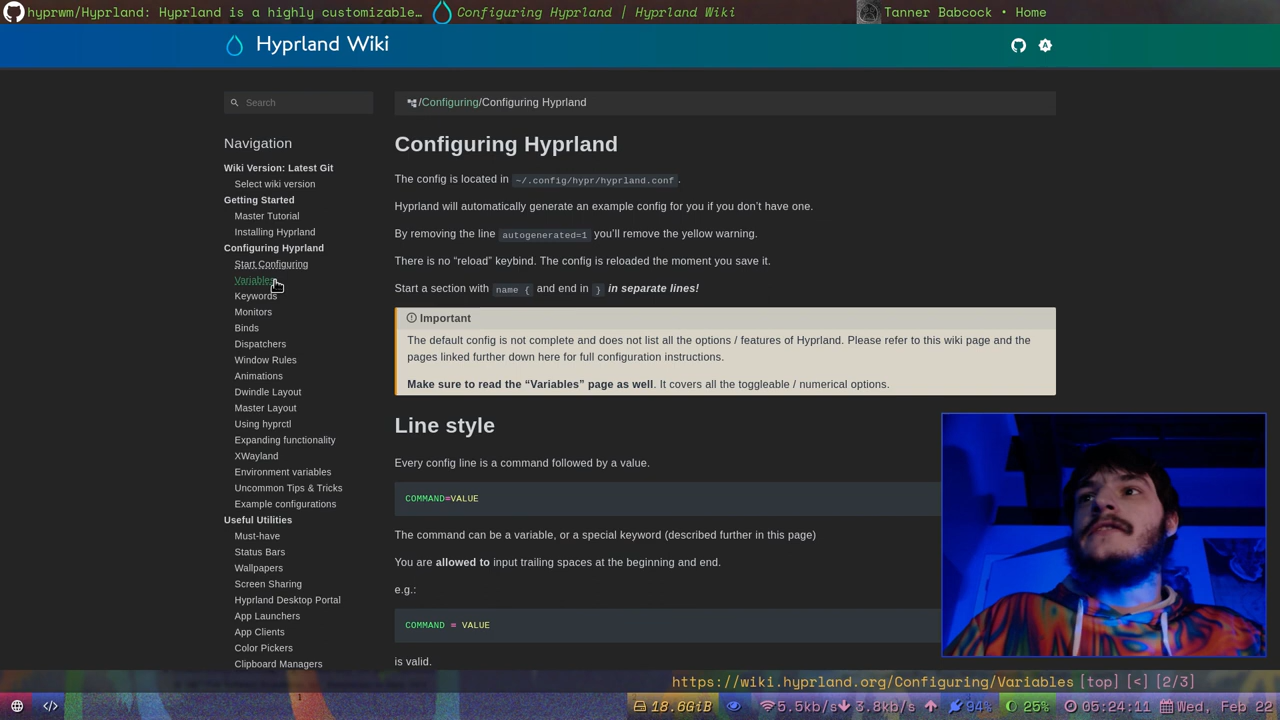 hyprwm/Hyprland: Hyprland is a highly customizable…
Configuring Hyprland | Hyprland Wiki
Tanner Babcock • Home
Hyprland Wiki
Search
/Configuring/Configuring Hyprland
Navigation
Wiki Version: Latest Git
Select wiki version
Getting Started
Master Tutorial
Installing Hyprland
Configuring Hyprland
Start Configuring
Variables
Keywords
Monitors
Binds
Dispatchers
Window Rules
Animations
Dwindle Layout
Master Layout
Using hyprctl
Expanding functionality
XWayland
Environment variables
Uncommon Tips & Tricks
Example configurations
Useful Utilities
Must-have
Status Bars
Wallpapers
Screen Sharing
Hyprland Desktop Portal
App Launchers
App Clients
Color Pickers
Clipboard Managers
Configuring Hyprland
The config is located in ~/.config/hypr/hyprland.conf.
Hyprland will automatically generate an example config for you if you don’t have one.
By removing the line autogenerated=1 you’ll remove the yellow warning.
There is no “reload” keybind. The config is reloaded the moment you save it.
Start a section with name { and end in } in separate lines!
Important
The default config is not complete and does not list all the options / features of Hyprland. Please refer to this wiki page and the
pages linked further down here for full configuration instructions.
Make sure to read the “Variables” page as well. It covers all the toggleable / numerical options.
Line style
Every config line is a command followed by a value.
COMMAND=VALUE
The command can be a variable, or a special keyword (described further in this page)
You are allowed to input trailing spaces at the beginning and end.
e.g.:
COMMAND = VALUE
is valid.
https://wiki.hyprland.org/Configuring/Variables [top] [<] [2/3]
18.6GiB
5.5kb/s 3.8kb/s
94%
25%
05:24:11
Wed, Feb 22